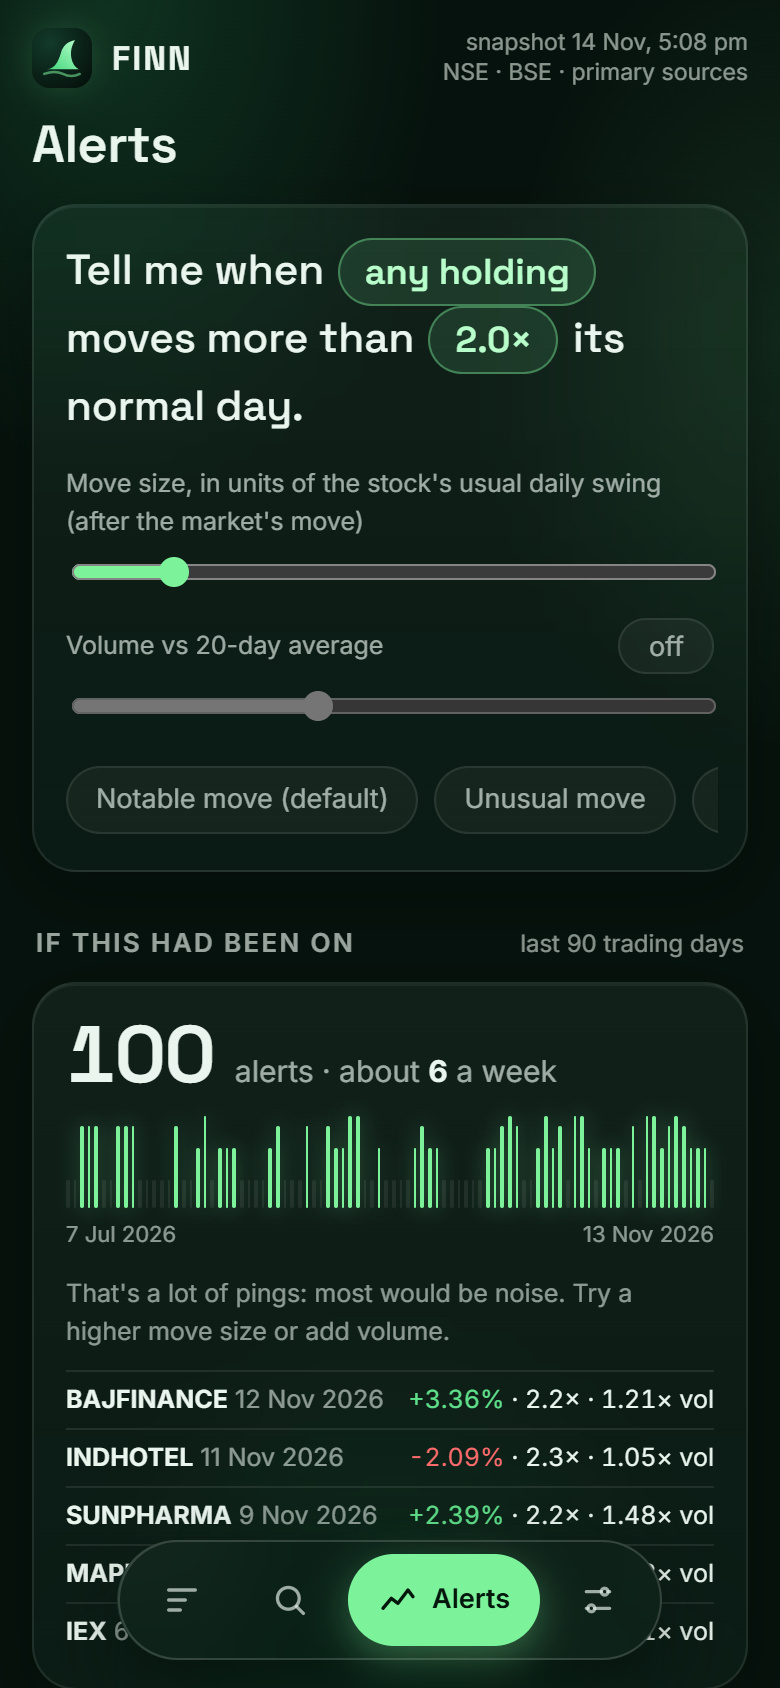 FINN
snapshot 14 Nov, 5:08 pm
NSE · BSE · primary sources
Alerts
Tell me when any holding
moves more than 2.0× its
normal day.
Move size, in units of the stock's usual daily swing
(after the market's move)
Volume vs 20-day average off
Notable move (default) Unusual move
IF THIS HAD BEEN ON last 90 trading days
100 alerts · about 6 a week
7 Jul 2026 13 Nov 2026
That's a lot of pings: most would be noise. Try a
higher move size or add volume.
BAJFINANCE 12 Nov 2026 +3.36% · 2.2× · 1.21× vol
INDHOTEL 11 Nov 2026 -2.09% · 2.3× · 1.05× vol
SUNPHARMA 9 Nov 2026 +2.39% · 2.2× · 1.48× vol
× vol
Alerts
IEX 6 × vol